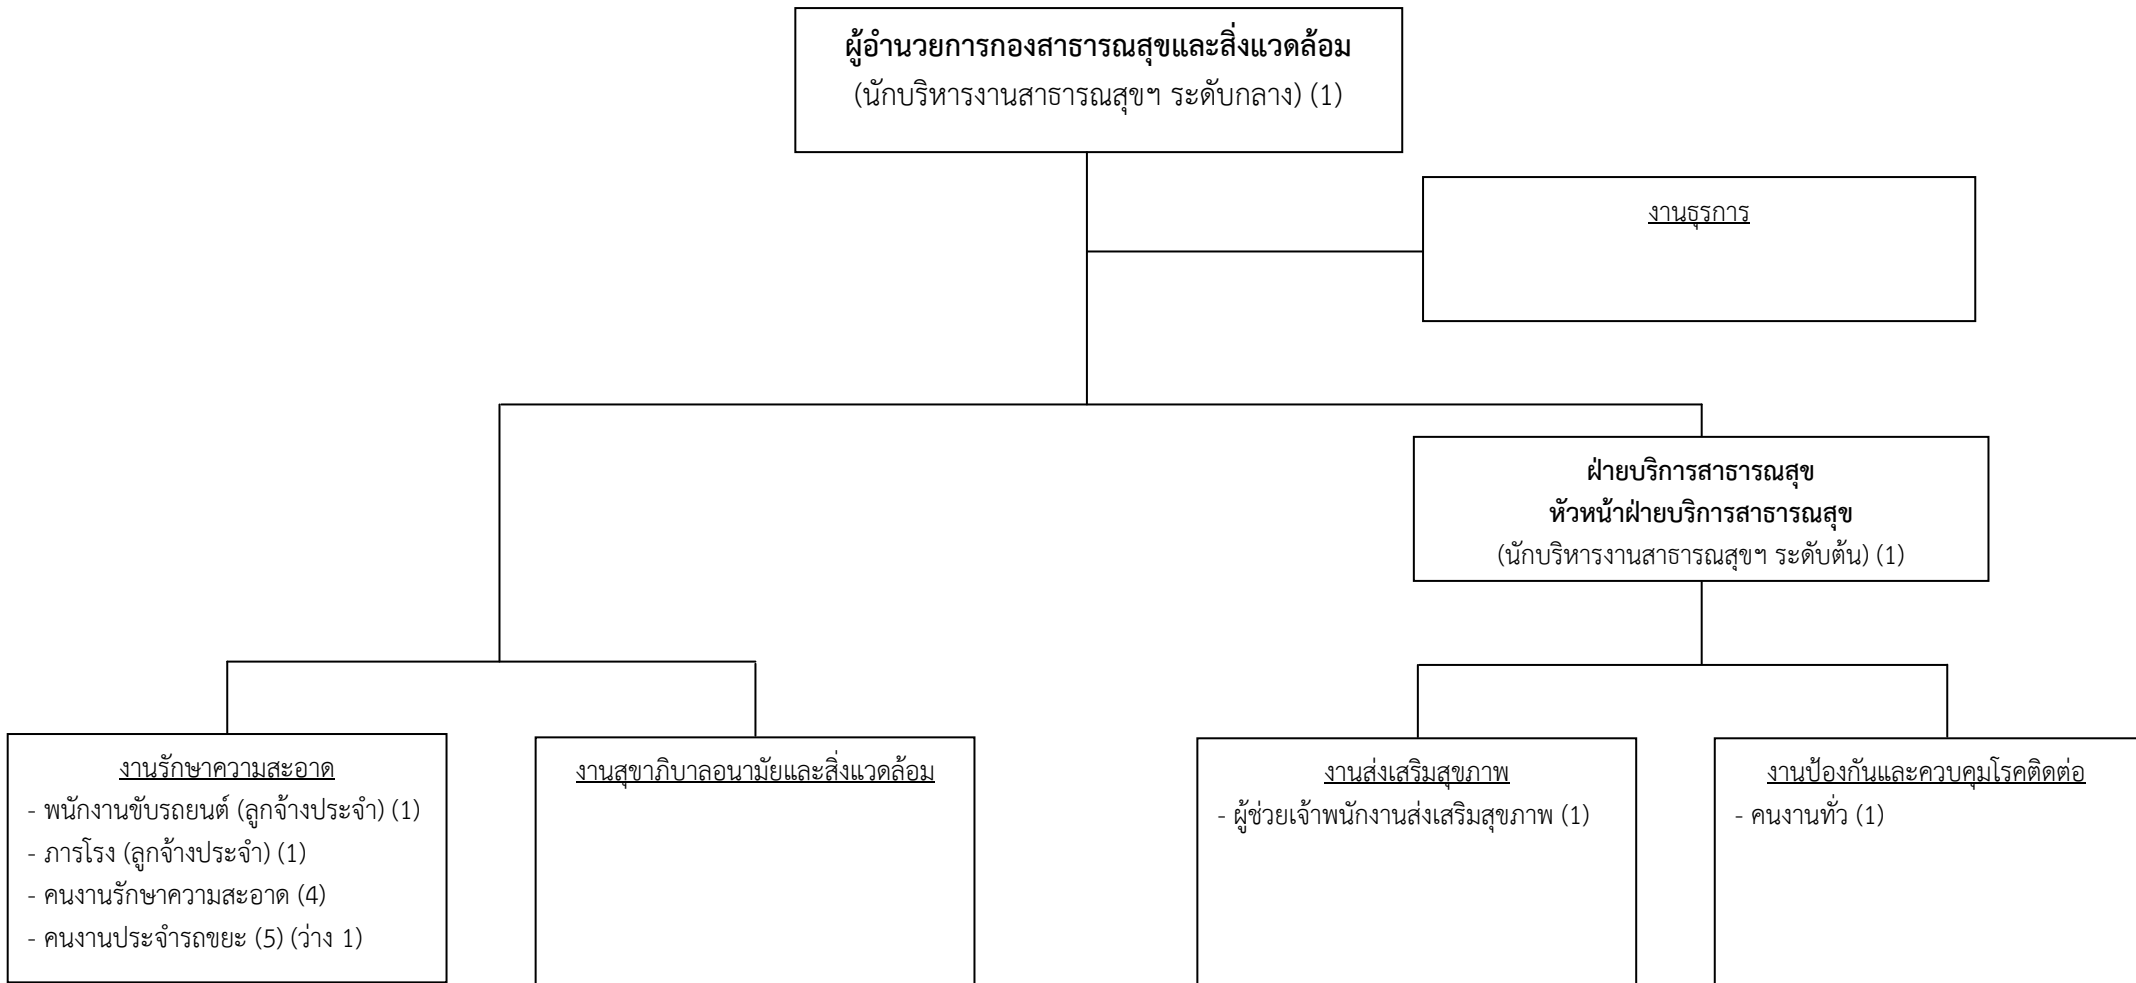 ผู้อำนวยการกองสาธารณสุขและสิ่งแวดล้อม
(นักบริหารงานสาธารณสุขฯ ระดับกลาง) (1)
งานธุรการ
ฝ่ายบริการสาธารณสุข
หัวหน้าฝ่ายบริการสาธารณสุข
(นักบริหารงานสาธารณสุขฯ ระดับต้น) (1)
งานรักษาความสะอาด
- พนักงานขับรถยนต์ (ลูกจ้างประจำ) (1)
- ภารโรง (ลูกจ้างประจำ) (1)
- คนงานรักษาความสะอาด (4)
- คนงานประจำรถขยะ (5) (ว่าง 1)
งานสุขาภิบาลอนามัยและสิ่งแวดล้อม
งานส่งเสริมสุขภาพ
- ผู้ช่วยเจ้าพนักงานส่งเสริมสุขภาพ (1)
งานป้องกันและควบคุมโรคติดต่อ
- คนงานทั่ว (1)